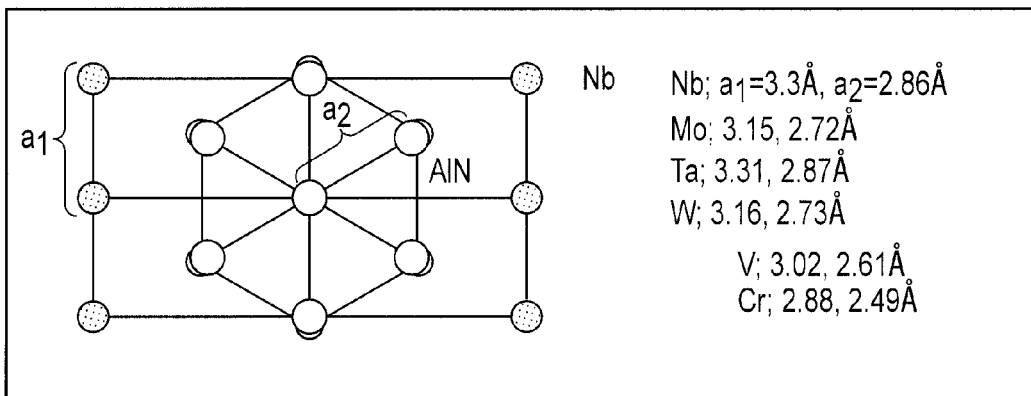 Nb
Nb; a1=3.3Å, a2=2.86Å
Mo; 3.15, 2.72Å
a2
a1
AlN
Ta; 3.31, 2.87Å
W; 3.16, 2.73Å
V; 3.02, 2.61Å
Cr; 2.88, 2.49Å